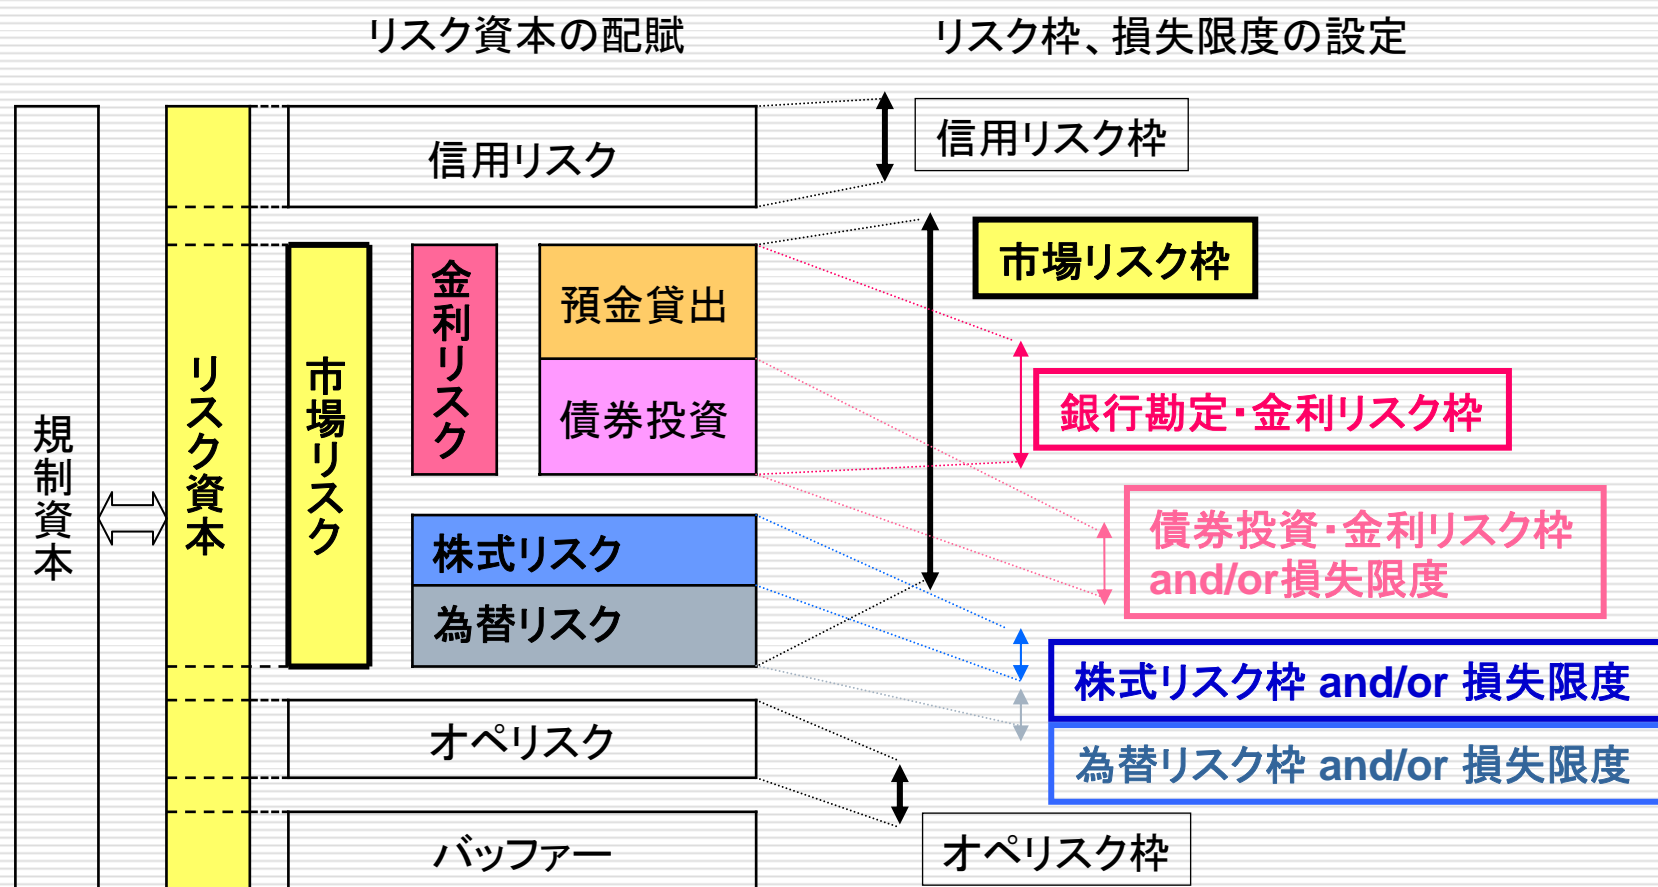 リスク資本の配賦
リスク枠、損失限度の設定
規制資本
リスク資本
信用リスク
信用リスク枠
市場リスク
金利リスク
預金貸出
債券投資
株式リスク
為替リスク
市場リスク枠
銀行勘定・金利リスク枠
債券投資・金利リスク枠
and/or損失限度
株式リスク枠 and/or 損失限度
為替リスク枠 and/or 損失限度
オペリスク
オペリスク枠
バッファー